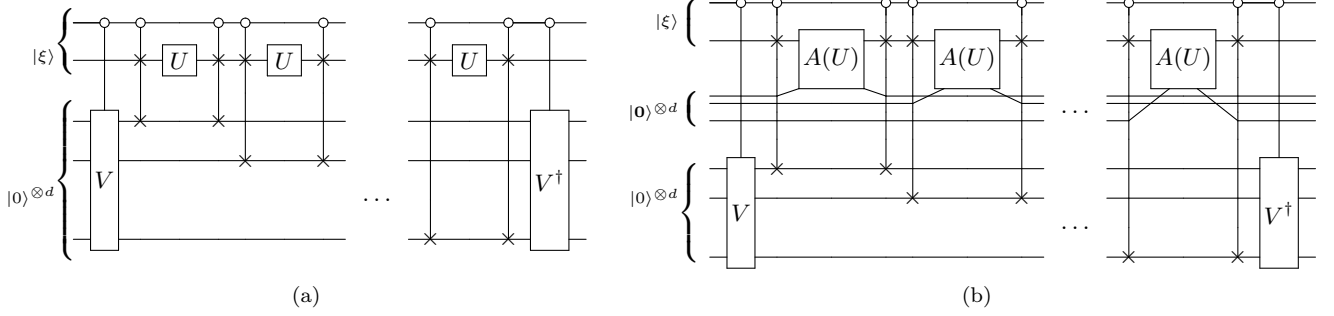 |ξ⟩ U U U
|0⟩^{⊗d} V ... V†
(a)
|ξ⟩ A(U) A(U) A(U)
|𝟎⟩^{⊗d} ...
|0⟩^{⊗d} V ... V†
(b)